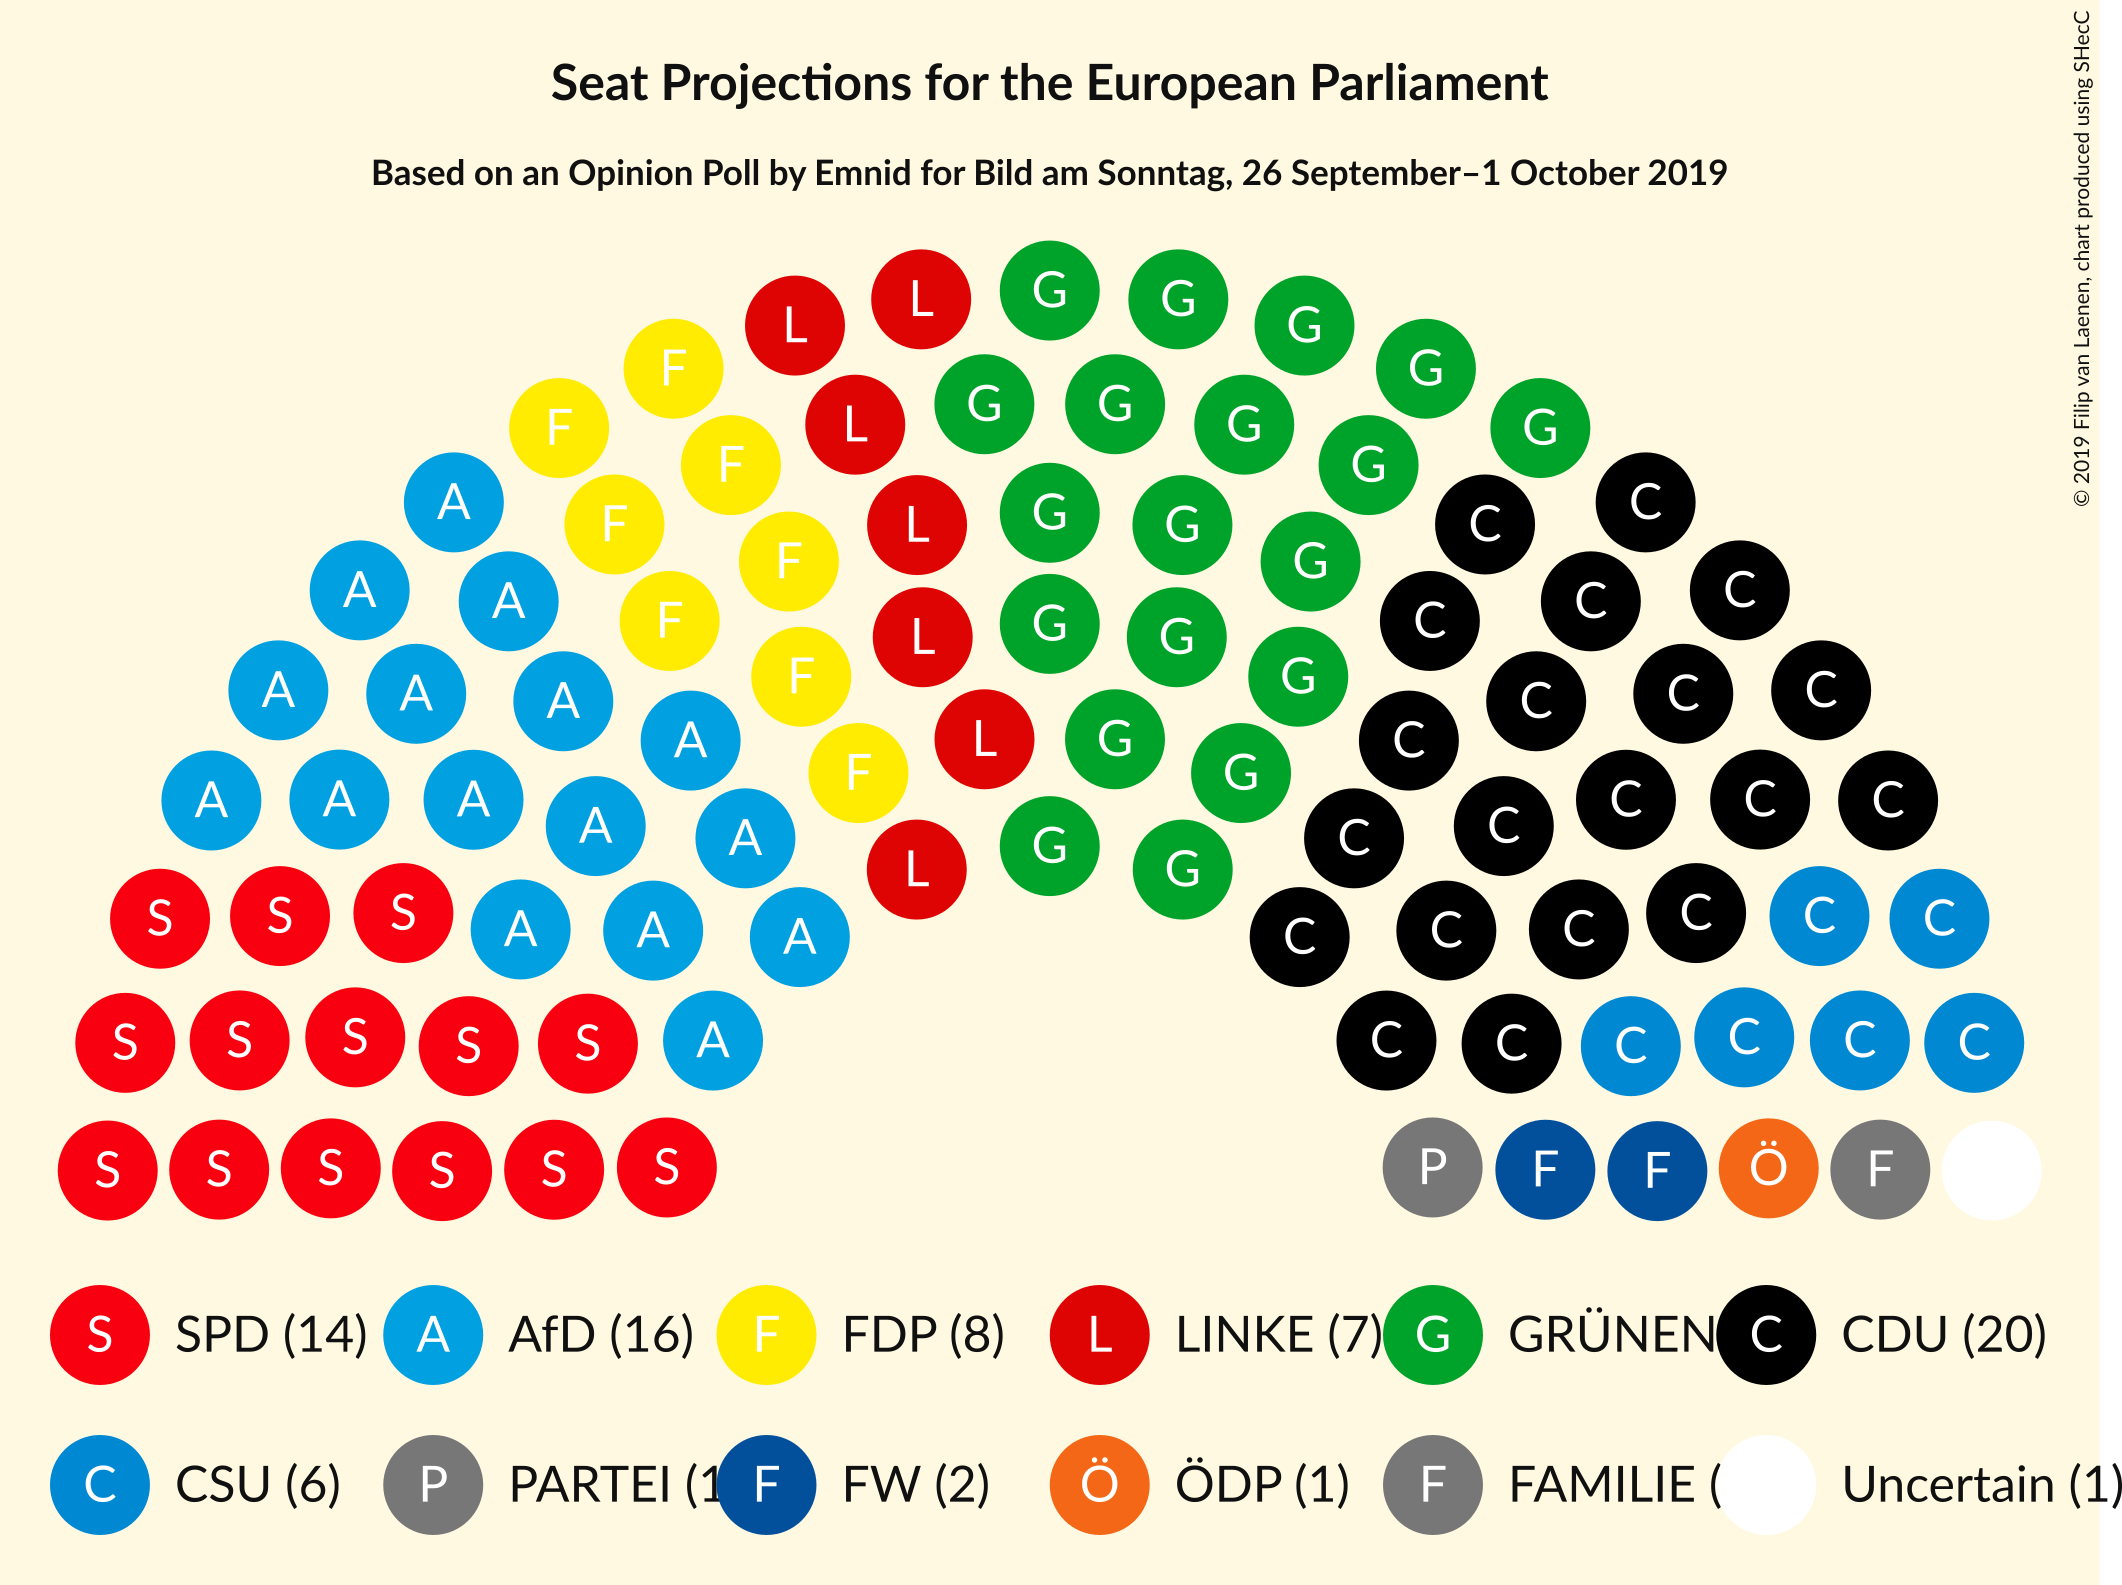 Seat Projections for the European Parliament
Based on an Opinion Poll by Emnid for Bild am Sonntag, 26 September–1 October 2019
© 2019 Filip van Laenen, chart produced using SHecC
G
L G
L G
F G
L G
F G
G G
F G
A C
F C
L G
F G
A C
A C
F C
L G
G
F G
A C
A C
A C
L G
A C
F G
A C
A C
A C
A C
G
A C
L G
S C
S C
S C
A C
A C
A C
S C
S C
S C
A C
S C
S C
S P
S F
S F
S Ö
S F
S
S SPD (14) A AfD (16) F FDP (8) L LINKE (7) G GRÜNEN C CDU (20)
C CSU (6) P PARTEI (1 F FW (2) Ö ÖDP (1) F FAMILIE ( Uncertain (1)